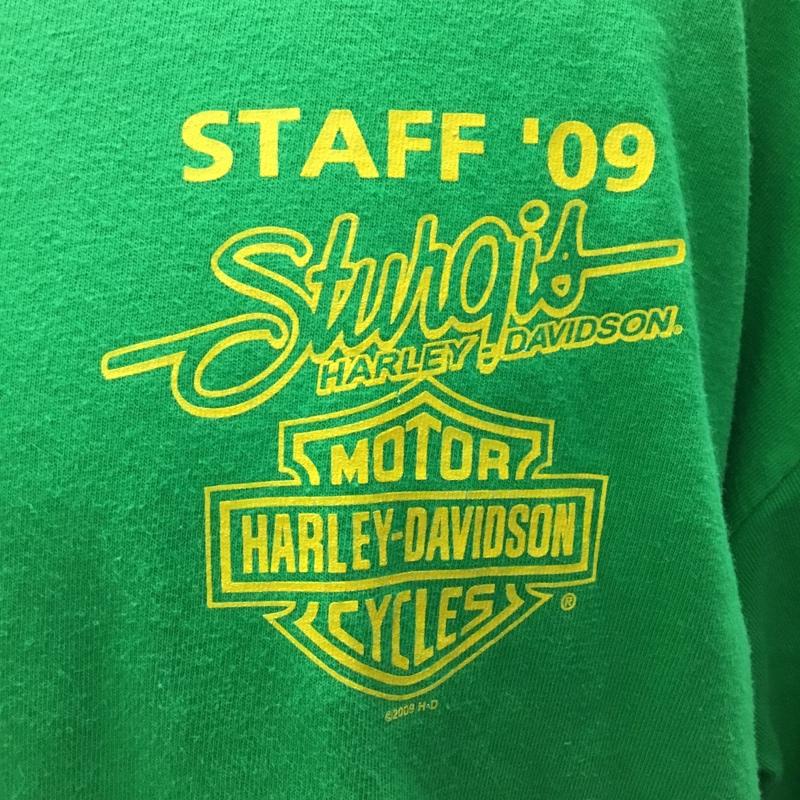 STAFF '09
Sturgis
HARLEY-DAVIDSON®
MOTOR
HARLEY-DAVIDSON
CYCLES
®
©2009 H-D